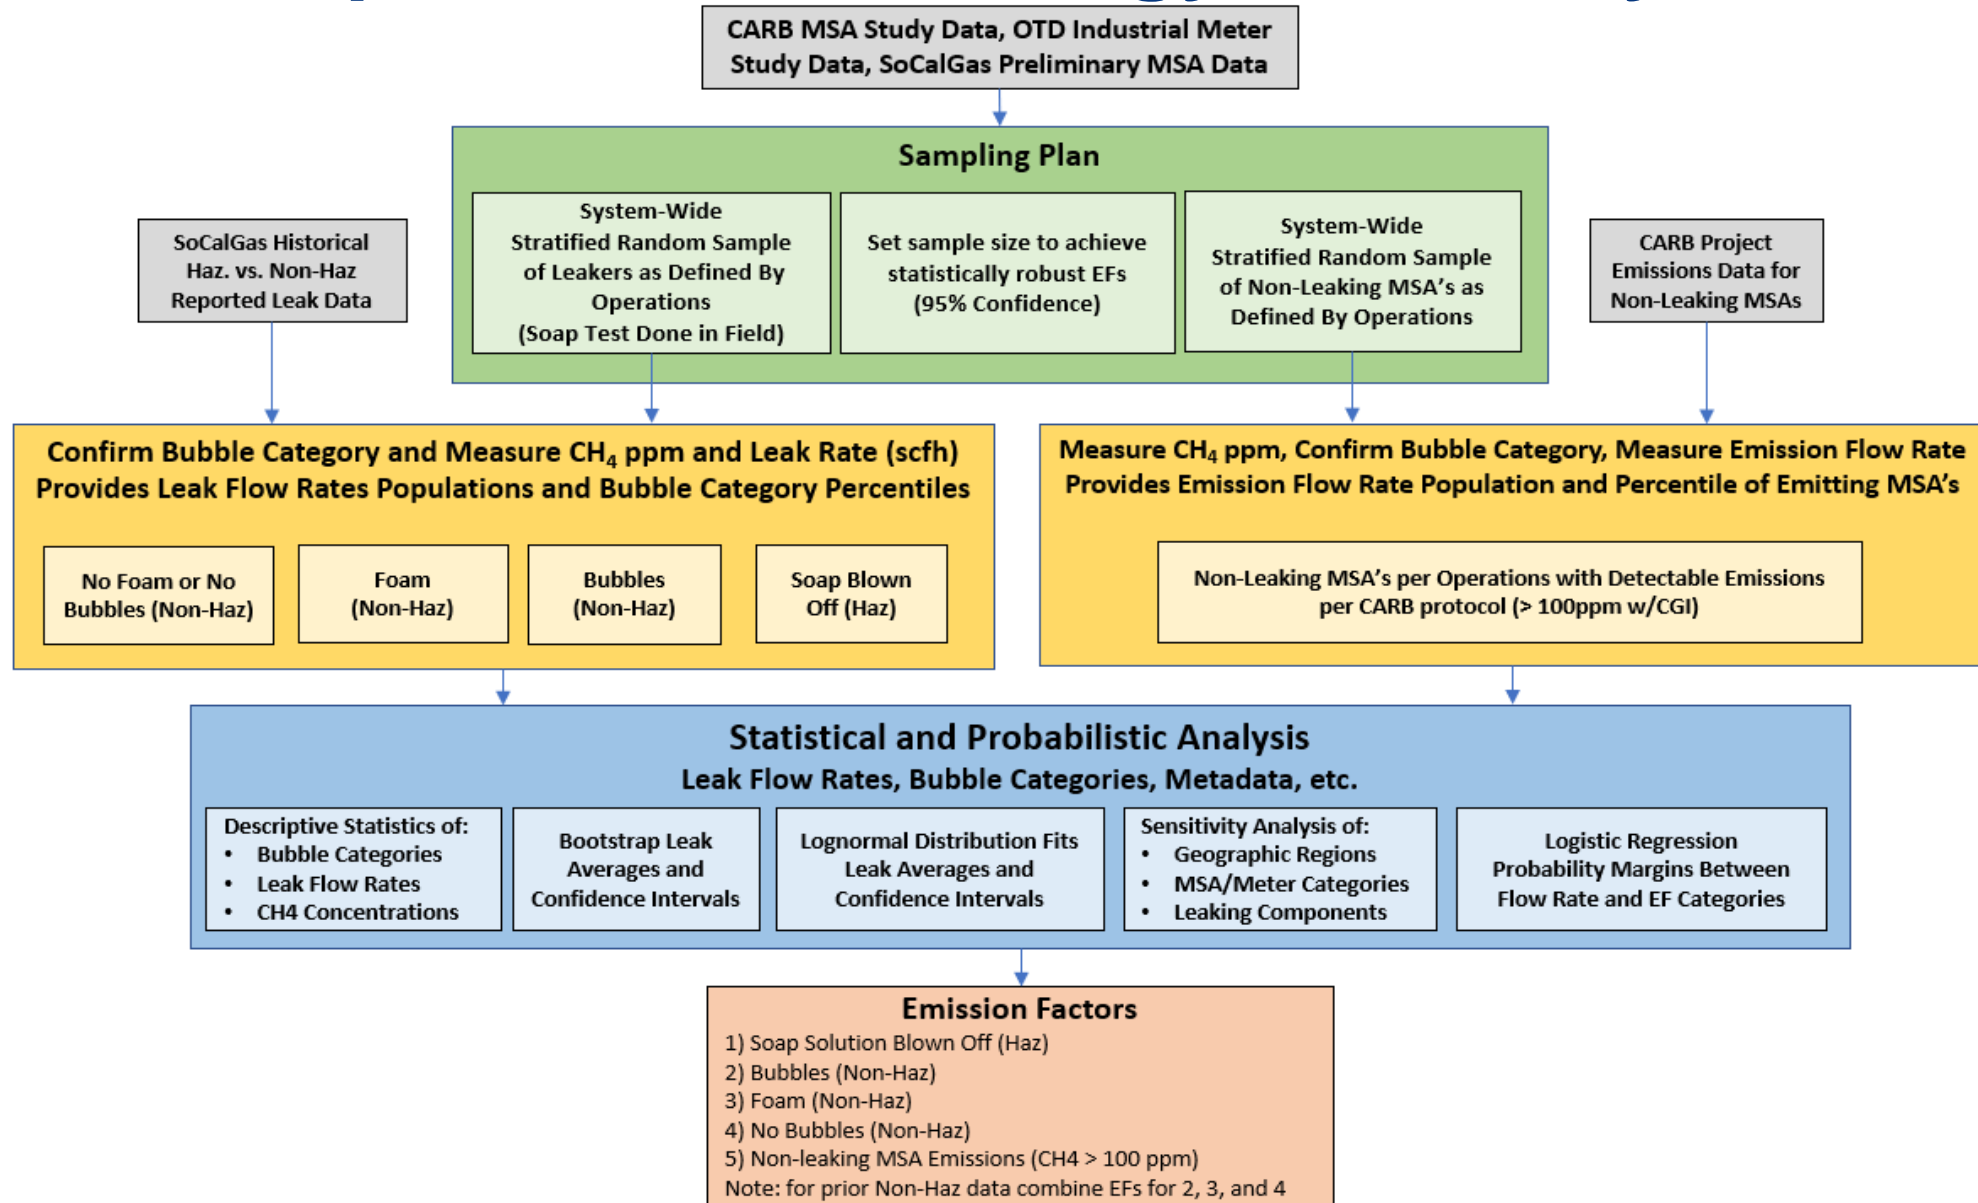 CARB MSA Study Data, OTD Industrial Meter
Study Data, SoCalGas Preliminary MSA Data
Sampling Plan
System-Wide
Stratified Random Sample
of Leakers as Defined By
Operations
(Soap Test Done in Field)
Set sample size to achieve
statistically robust EFs
(95% Confidence)
System-Wide
Stratified Random Sample
of Non-Leaking MSA's as
Defined By Operations
SoCalGas Historical
Haz. vs. Non-Haz
Reported Leak Data
CARB Project
Emissions Data for
Non-Leaking MSAs
Confirm Bubble Category and Measure CH₄ ppm and Leak Rate (scfh)
Provides Leak Flow Rates Populations and Bubble Category Percentiles
No Foam or No
Bubbles (Non-Haz)
Foam
(Non-Haz)
Bubbles
(Non-Haz)
Soap Blown
Off (Haz)
Measure CH₄ ppm, Confirm Bubble Category, Measure Emission Flow Rate
Provides Emission Flow Rate Population and Percentile of Emitting MSA's
Non-Leaking MSA's per Operations with Detectable Emissions
per CARB protocol (> 100ppm w/CGI)
Statistical and Probabilistic Analysis
Leak Flow Rates, Bubble Categories, Metadata, etc.
Descriptive Statistics of:
• Bubble Categories
• Leak Flow Rates
• CH4 Concentrations
Bootstrap Leak
Averages and
Confidence Intervals
Lognormal Distribution Fits
Leak Averages and
Confidence Intervals
Sensitivity Analysis of:
• Geographic Regions
• MSA/Meter Categories
• Leaking Components
Logistic Regression
Probability Margins Between
Flow Rate and EF Categories
Emission Factors
1) Soap Solution Blown Off (Haz)
2) Bubbles (Non-Haz)
3) Foam (Non-Haz)
4) No Bubbles (Non-Haz)
5) Non-leaking MSA Emissions (CH4 > 100 ppm)
Note: for prior Non-Haz data combine EFs for 2, 3, and 4